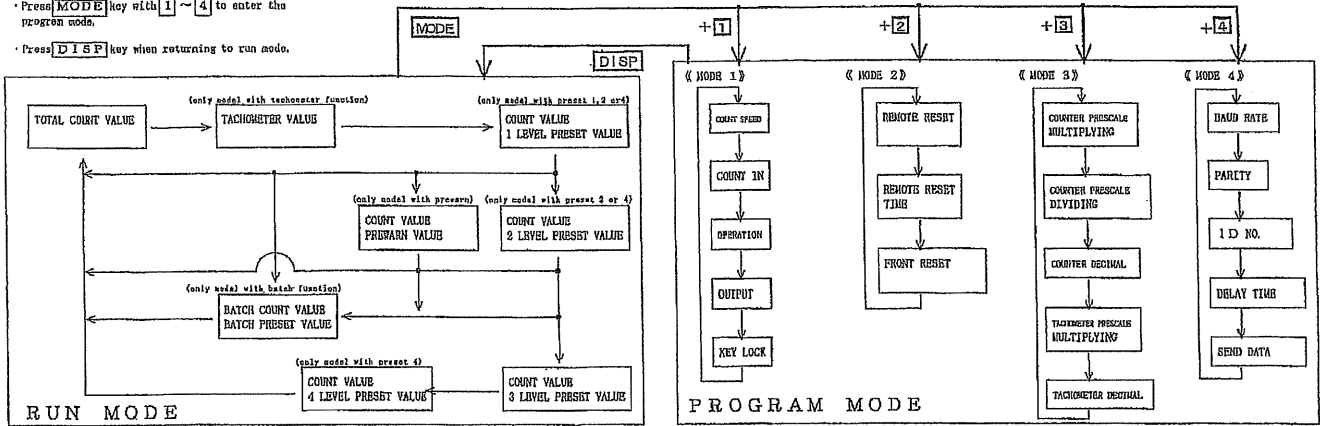 · Press MODE key with 1 ~ 4 to enter the
program mode.
· Press DISP key when returning to run mode.
MODE
DISP
+1
+2
+3
+4
(only model with tachometer function)
(only model with preset 1,2 or4)
TOTAL COUNT VALUE
TACHOMETER VALUE
COUNT VALUE
1 LEVEL PRESET VALUE
(only model with prewarn)
(only model with preset 2 or 4)
COUNT VALUE
PREWARN VALUE
COUNT VALUE
2 LEVEL PRESET VALUE
(only model with batch function)
BATCH COUNT VALUE
BATCH PRESET VALUE
(only model with preset 4)
COUNT VALUE
4 LEVEL PRESET VALUE
COUNT VALUE
3 LEVEL PRESET VALUE
RUN MODE
《 MODE 1》
COUNT SPEED
COUNT IN
OPERATION
OUTPUT
KEY LOCK
《 MODE 2》
REMOTE RESET
REMOTE RESET
TIME
FRONT RESET
《 MODE 3》
COUNTER PRESCALE
MULTIPLYING
COUNTER PRESCALE
DIVIDING
COUNTER DECIMAL
TACHOMETER PRESCALE
MULTIPLYING
TACHOMETER DECIMAL
《 MODE 4》
BAUD RATE
PARITY
ID NO.
DELAY TIME
SEND DATA
PROGRAM MODE